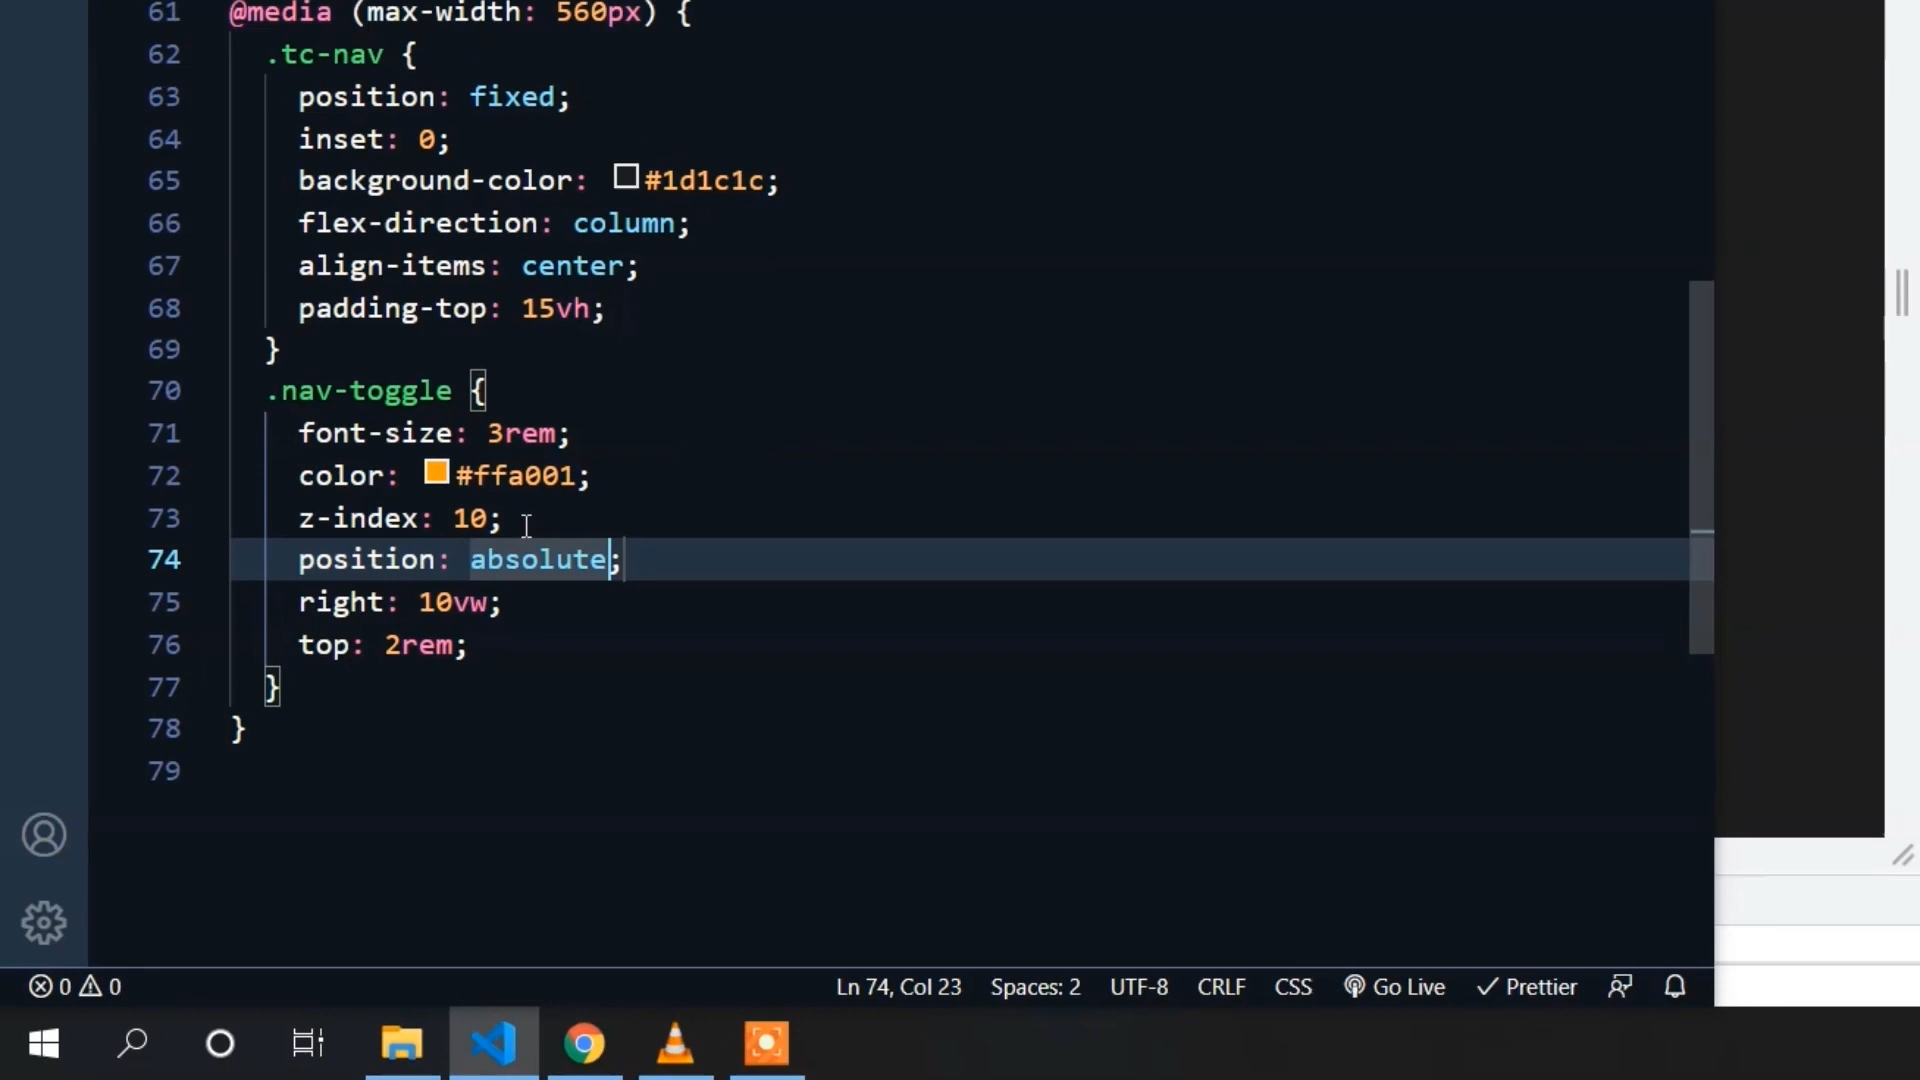 61 @media (max-width: 560px) {
62 .tc-nav {
63 position: fixed;
64 inset: 0;
65 background-color: #1d1c1c;
66 flex-direction: column;
67 align-items: center;
68 padding-top: 15vh;
69 }
70 .nav-toggle {
71 font-size: 3rem;
72 color: #ffa001;
73 z-index: 10;
74 position: absolute;
75 right: 10vw;
76 top: 2rem;
77 }
78 }
79
0 0 Ln 74, Col 23 Spaces: 2 UTF-8 CRLF CSS Go Live Prettier